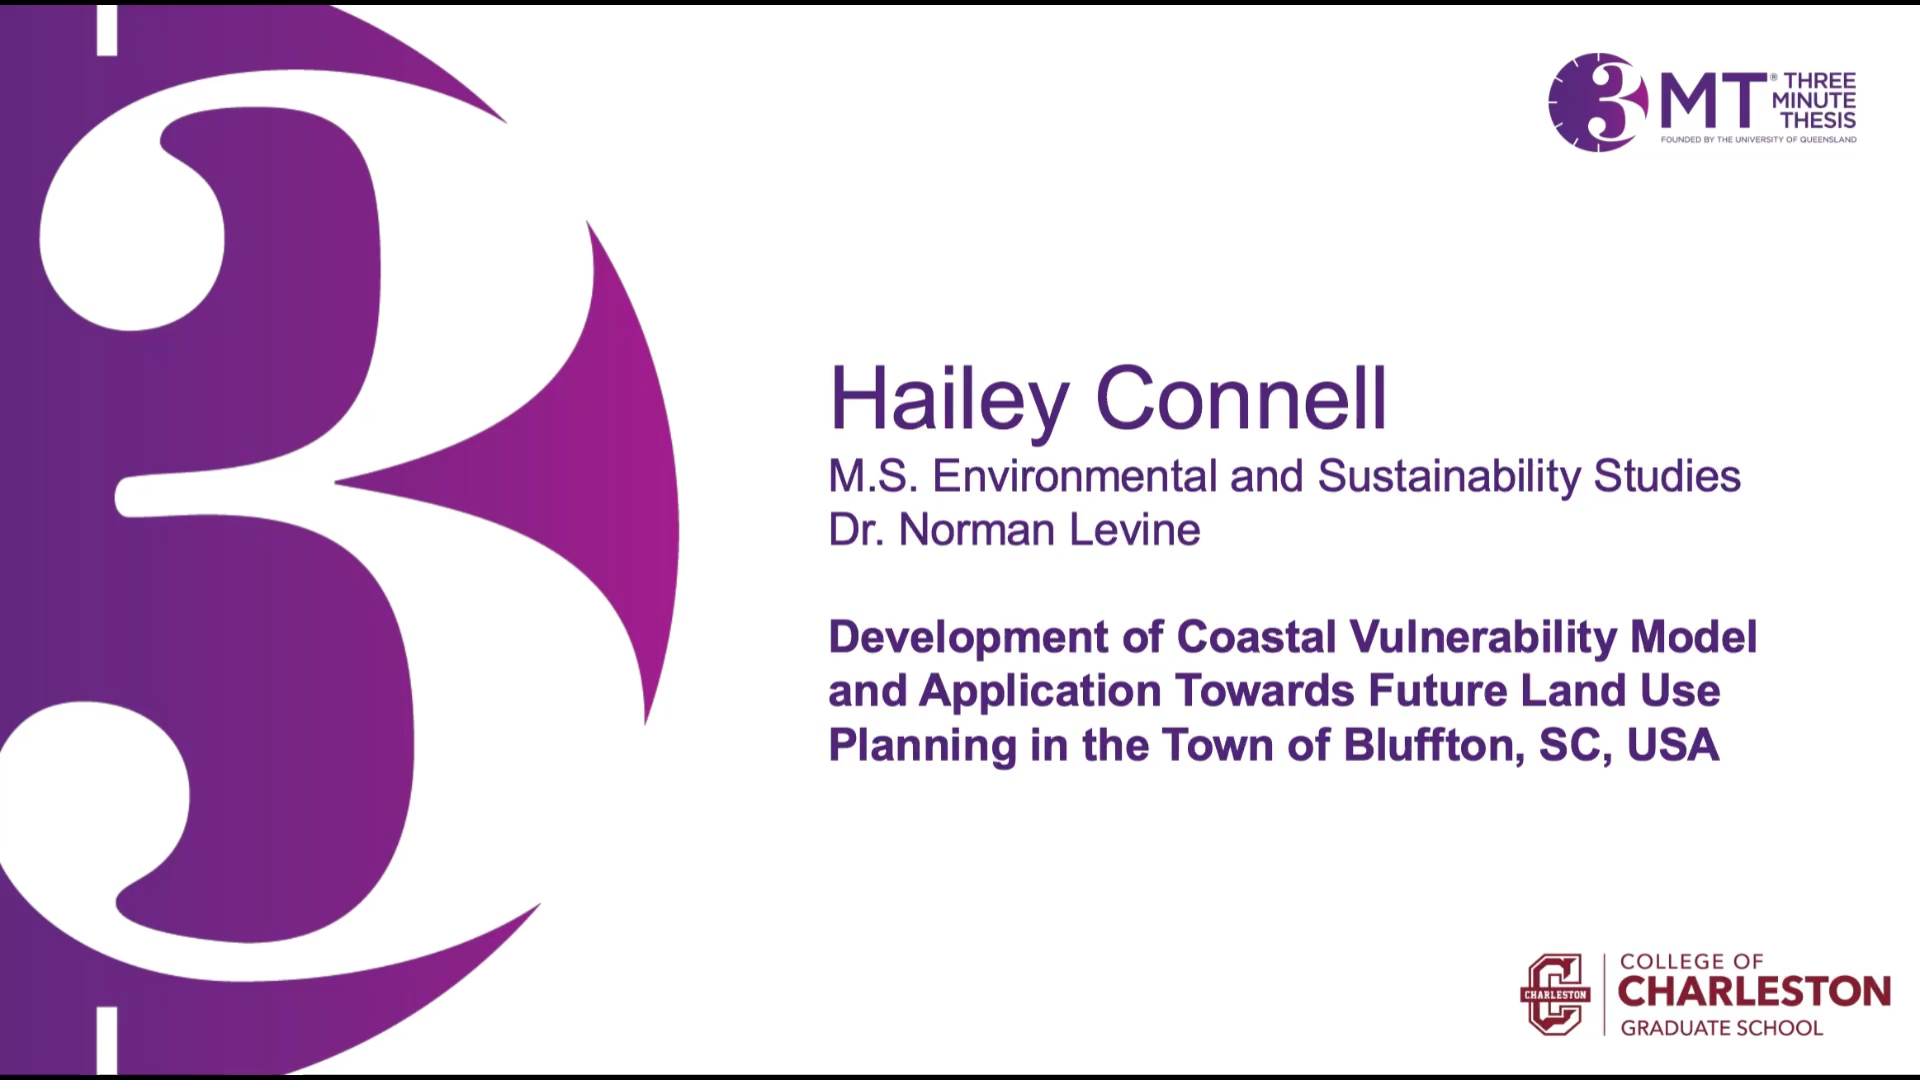 3MT® THREE
MINUTE
THESIS
FOUNDED BY THE UNIVERSITY OF QUEENSLAND
Hailey Connell
M.S. Environmental and Sustainability Studies
Dr. Norman Levine
Development of Coastal Vulnerability Model
and Application Towards Future Land Use
Planning in the Town of Bluffton, SC, USA
C
CHARLESTON
COLLEGE OF
CHARLESTON
GRADUATE SCHOOL
3